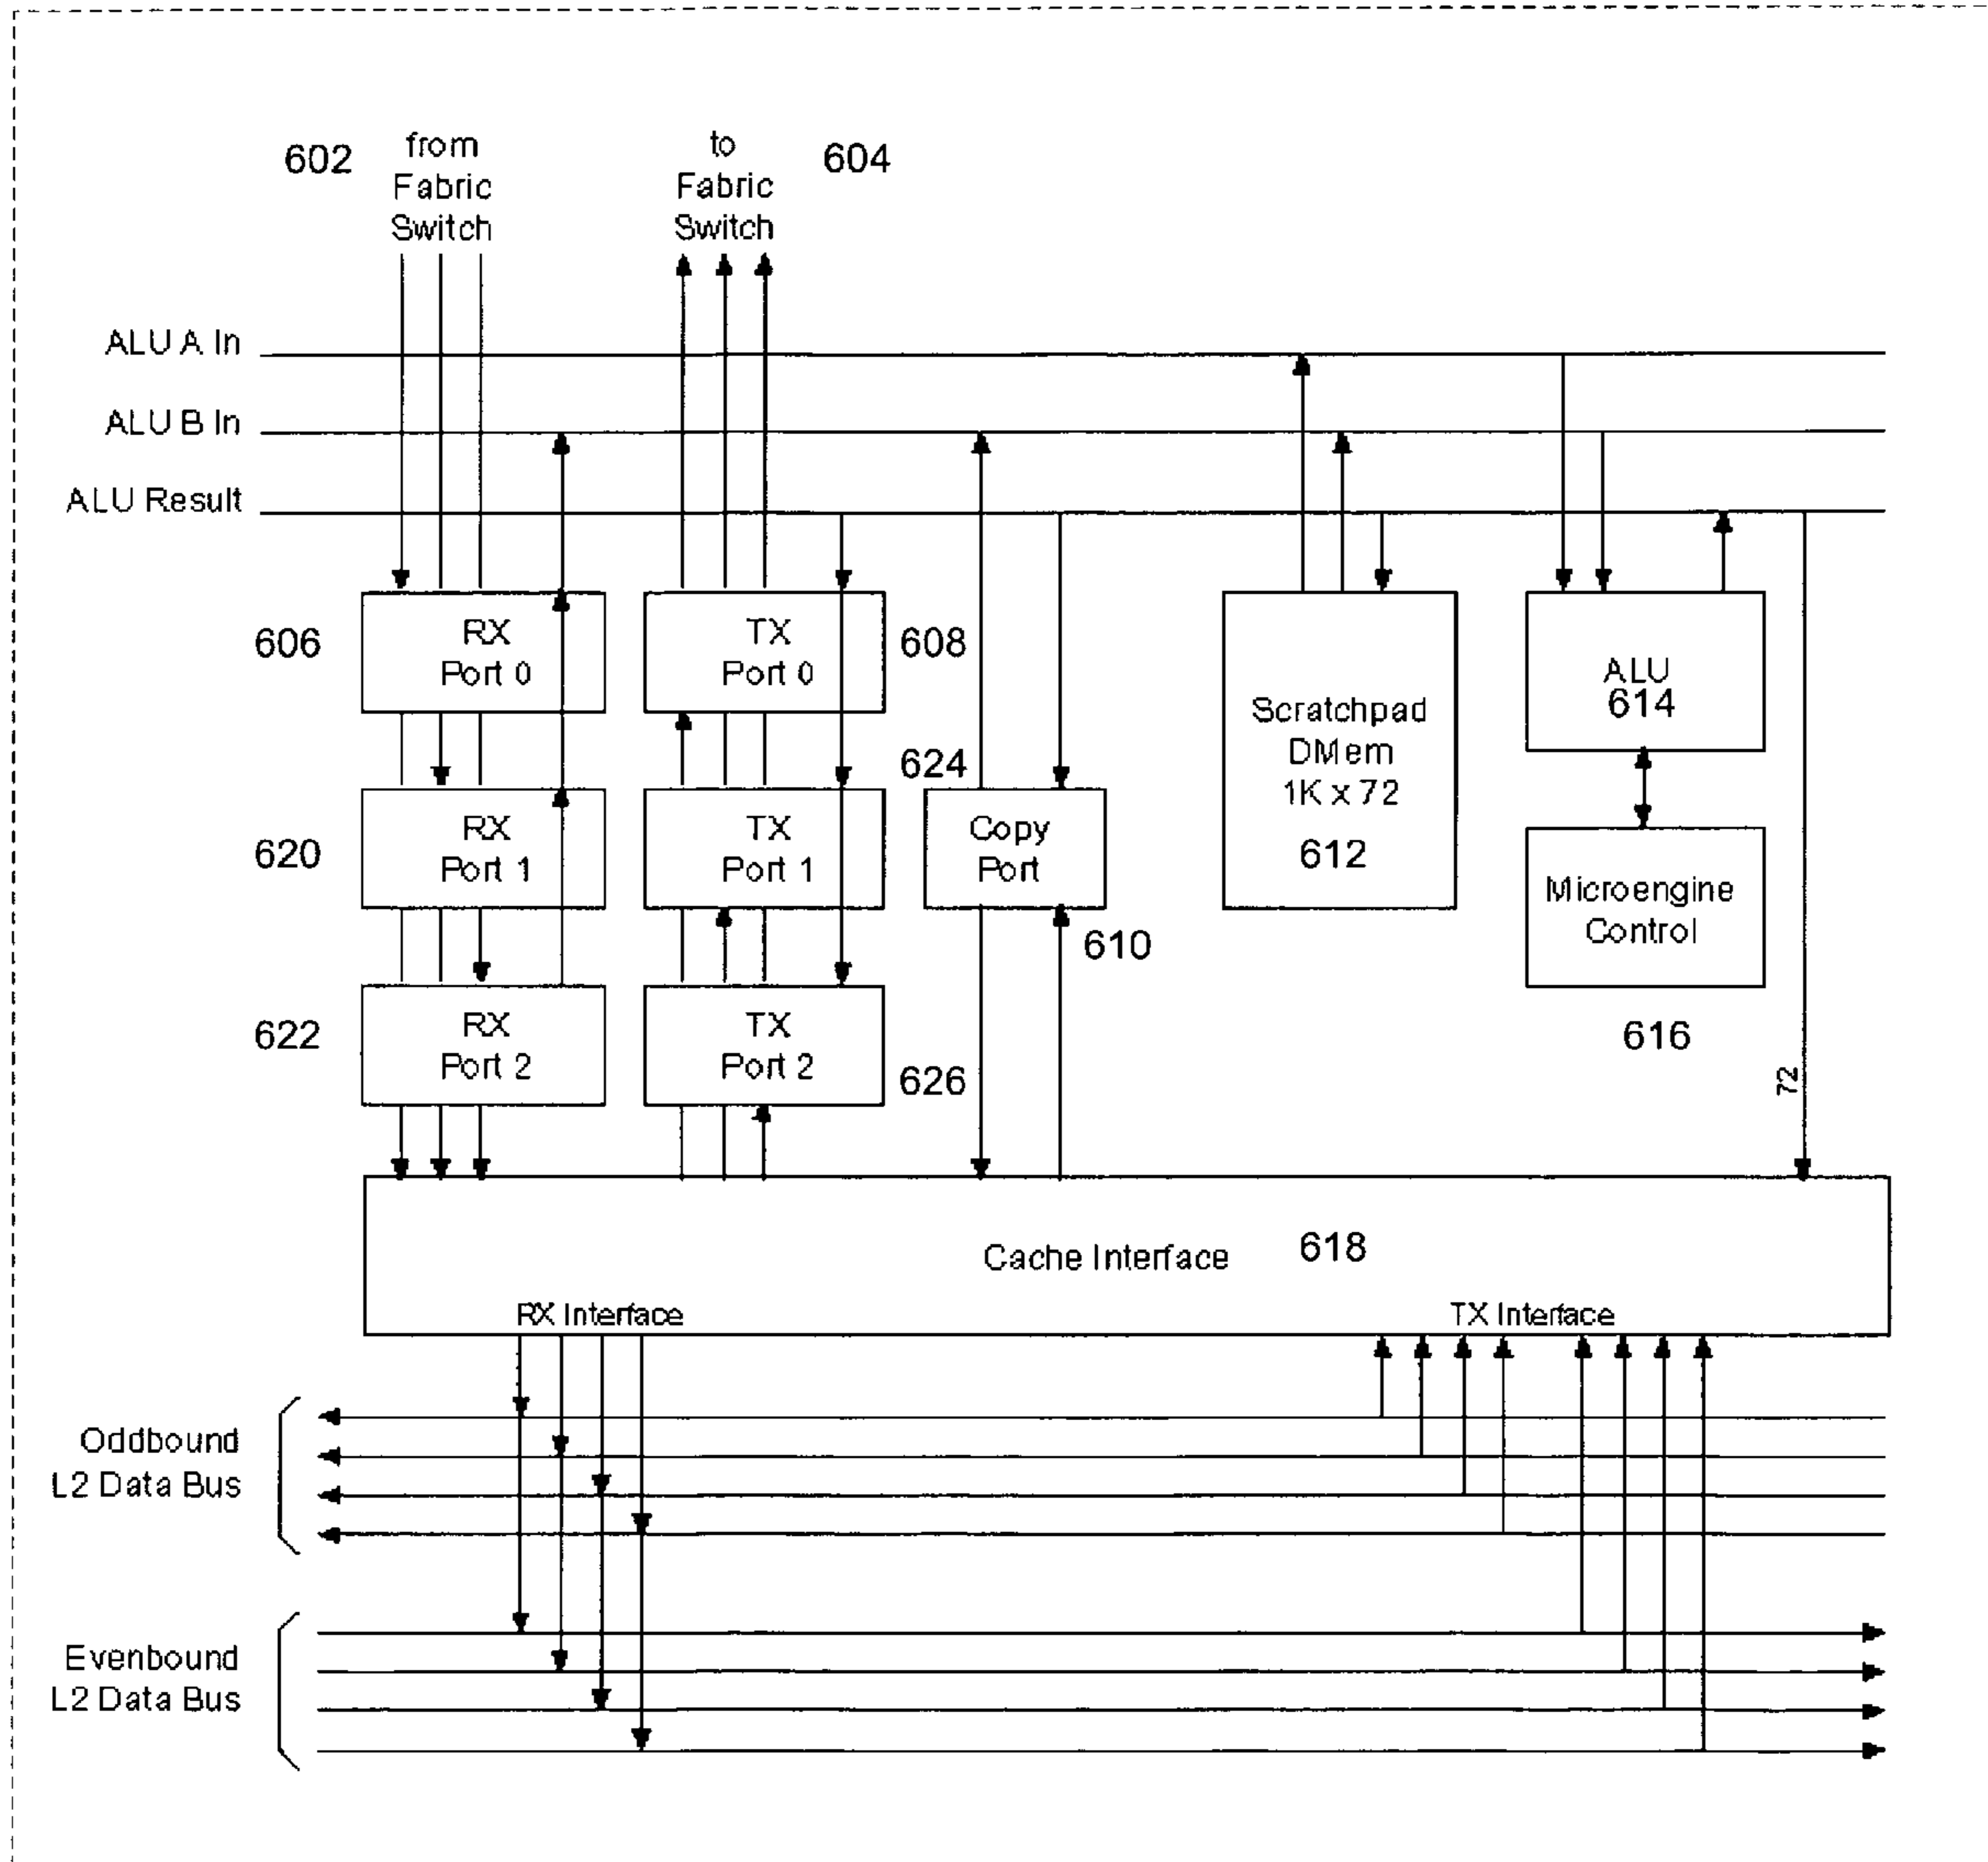 602
from
Fabric
Switch
to
Fabric
Switch
604
ALU A In
ALU B In
ALU Result
606
RX
Port 0
TX
Port 0
608
620
RX
Port 1
TX
Port 1
624
Copy
Port
610
622
RX
Port 2
TX
Port 2
626
Scratchpad
DMem
1K x 72
612
ALU
614
Microengine
Control
616
72
Cache Interface
618
RX Interface
TX Interface
Oddbound
L2 Data Bus
Evenbound
L2 Data Bus